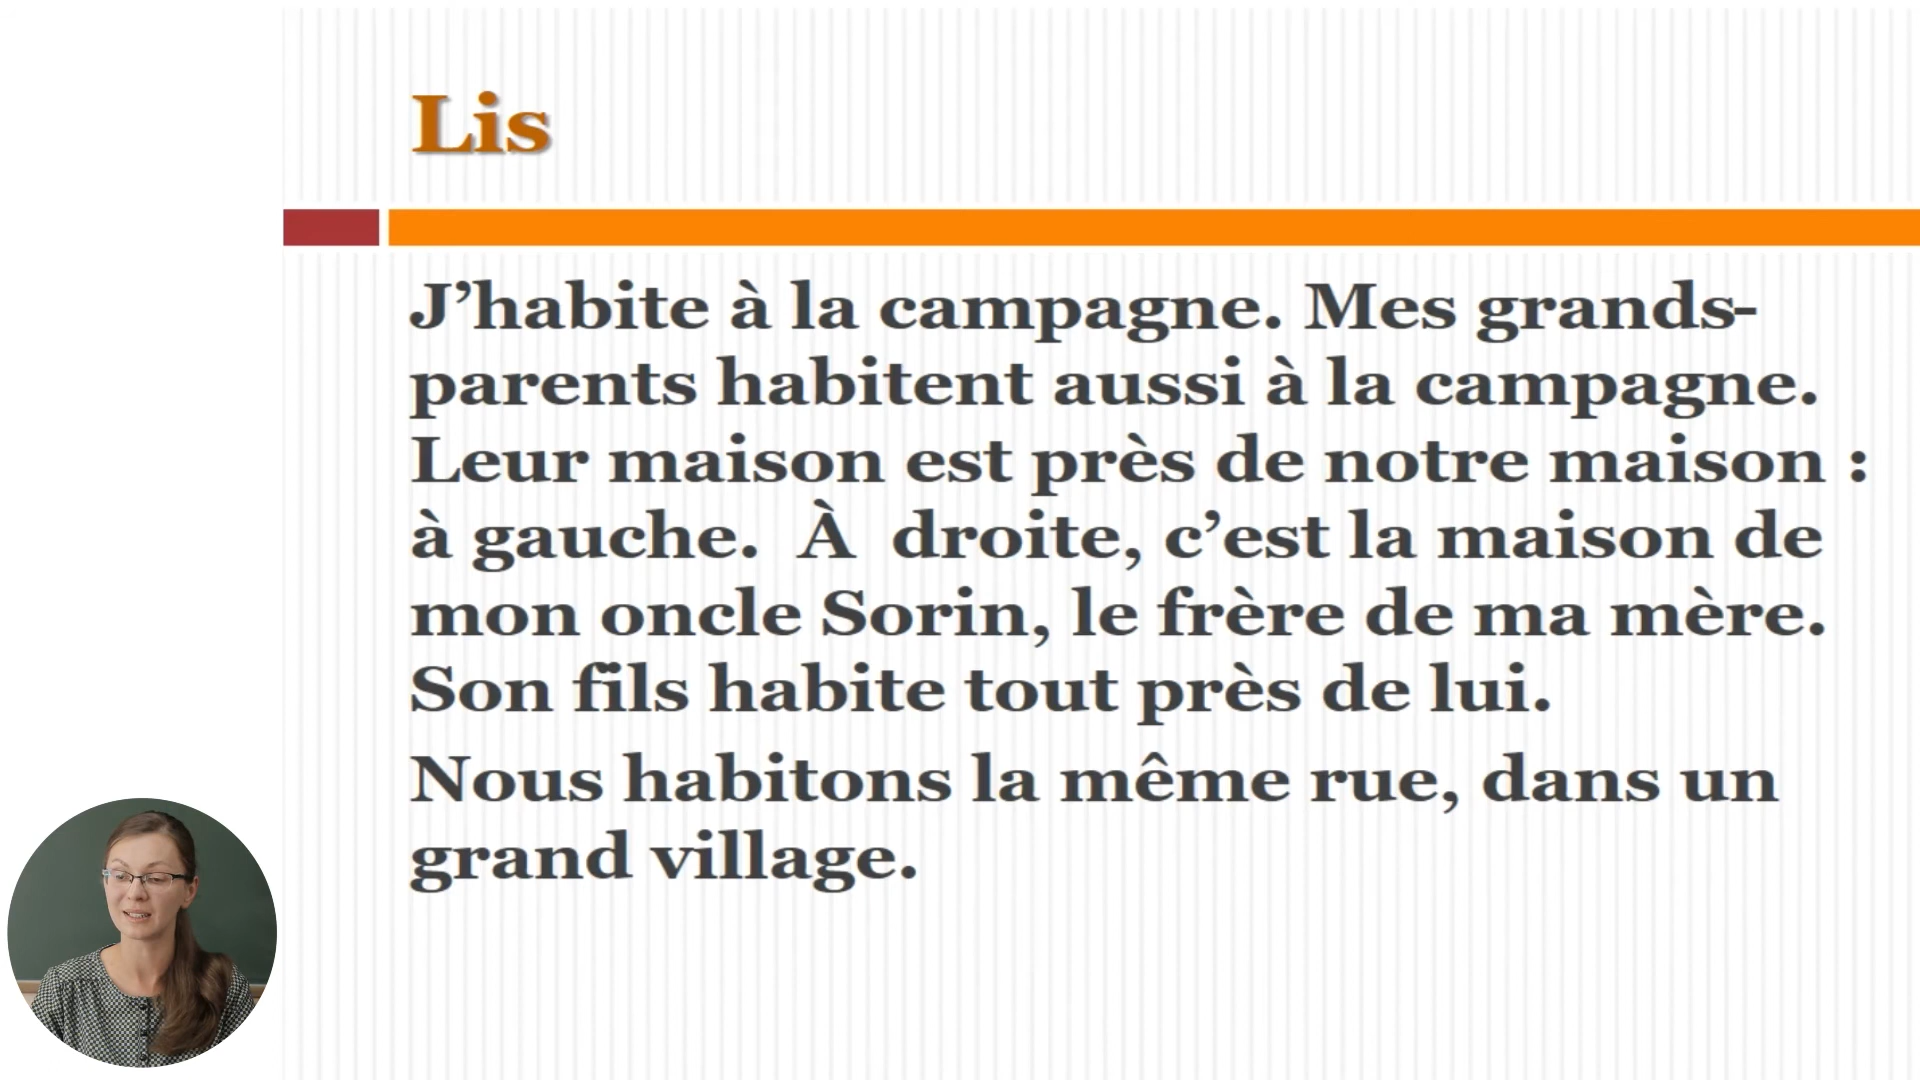 Lis
J’habite à la campagne. Mes grands-
parents habitent aussi à la campagne.
Leur maison est près de notre maison :
à gauche.  À  droite, c’est la maison de
mon oncle Sorin, le frère de ma mère.
Son fils habite tout près de lui.
Nous habitons la même rue, dans un
grand village.